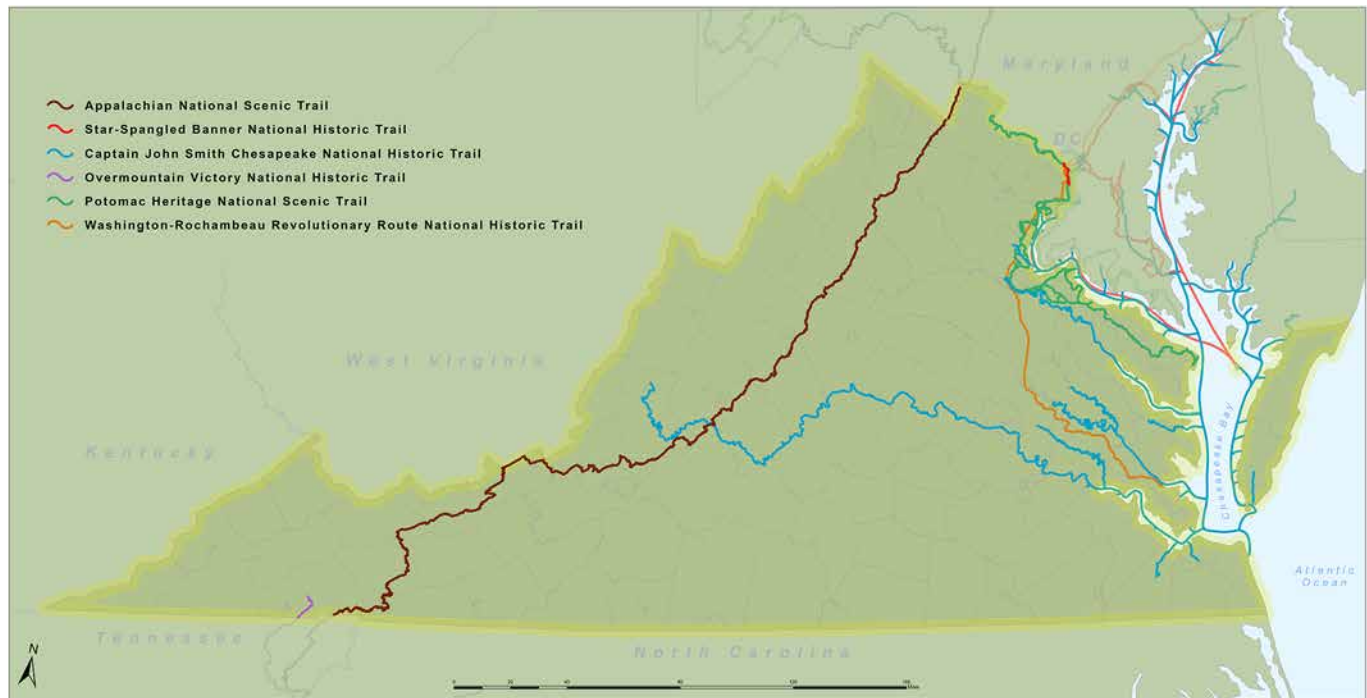 Maryland
Appalachian National Scenic Trail
Star-Spangled Banner National Historic Trail
DC
Captain John Smith Chesapeake National Historic Trail
Overmountain Victory National Historic Trail
Potomac Heritage National Scenic Trail
Washington-Rochambeau Revolutionary Route National Historic Trail
West Virginia
Kentucky
Chesapeake Bay
Atlantic
Ocean
Tennessee
North Carolina
N